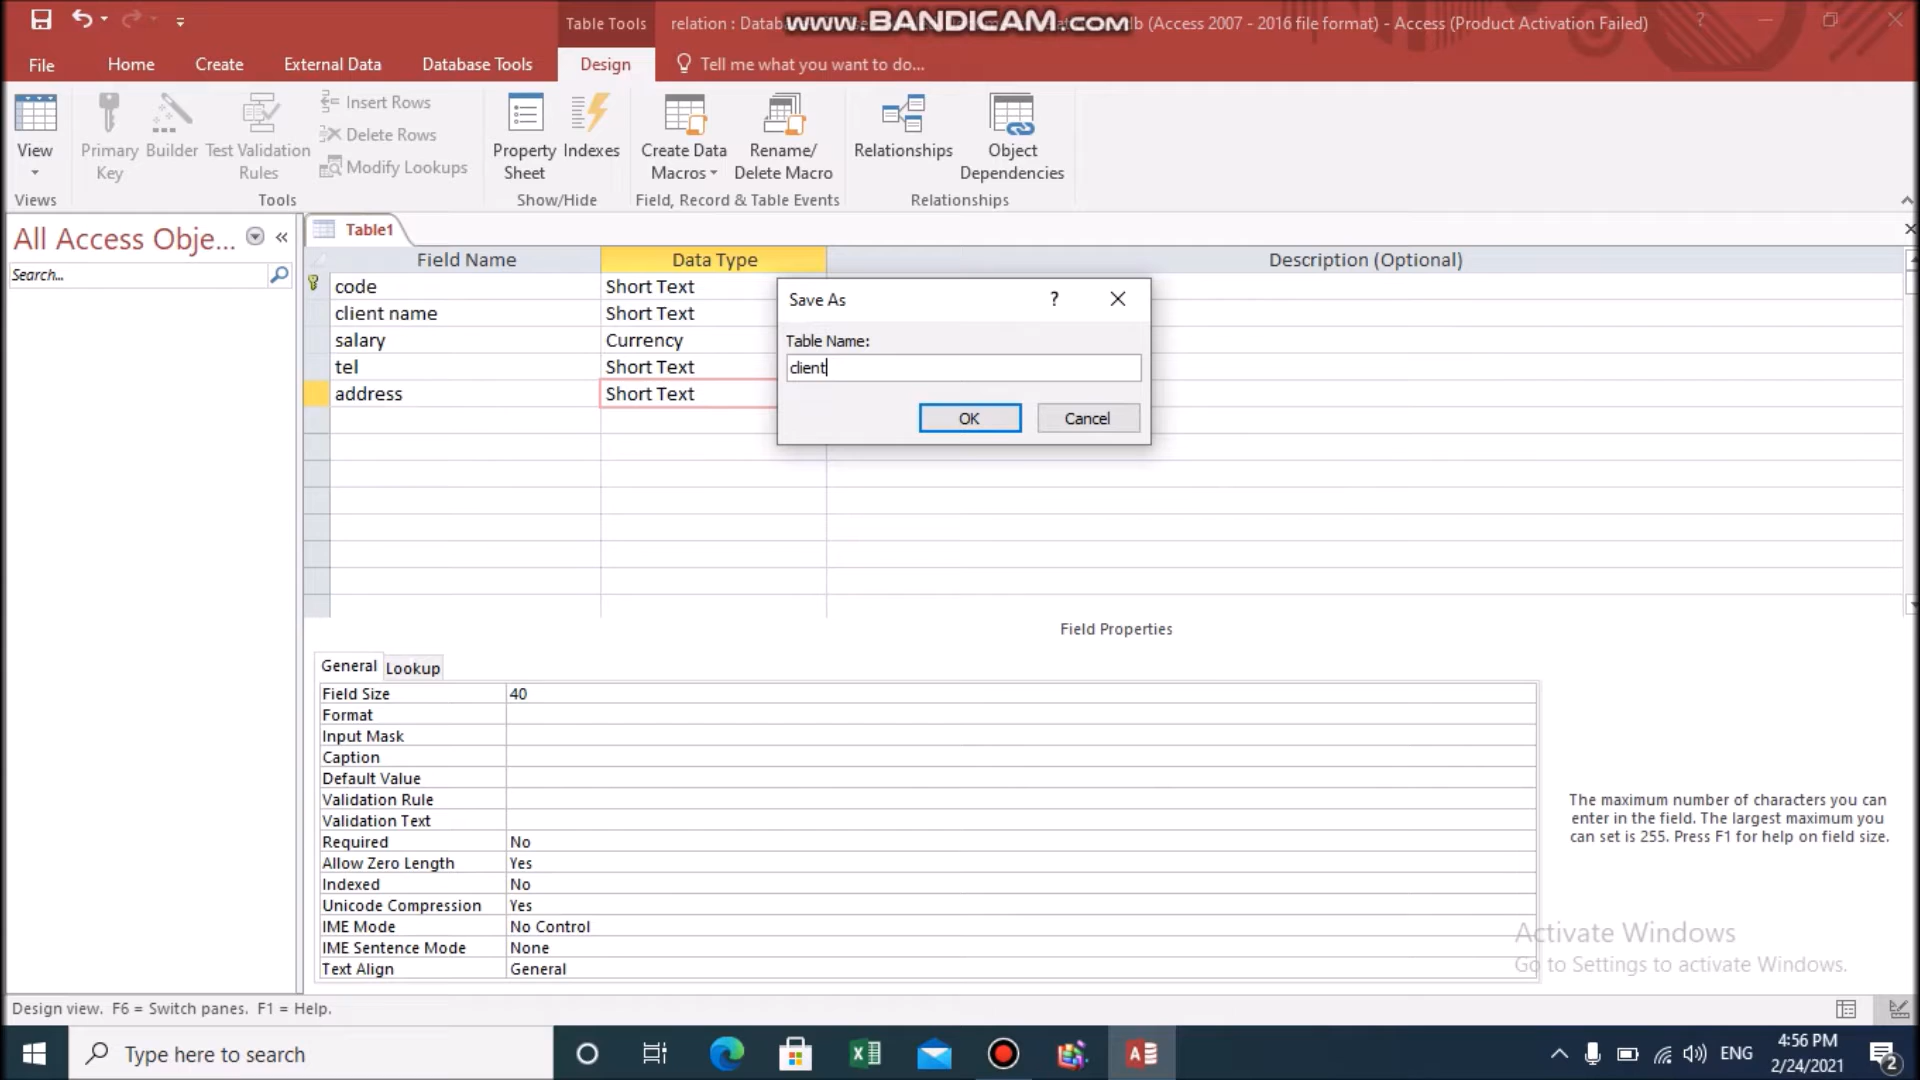 Table Tools
relation : Databa
www.BANDICAM.com
b (Access 2007 - 2016 file format) - Access (Product Activation Failed)
?
File
Home
Create
External Data
Database Tools
Design
Tell me what you want to do...
View
Primary Key
Builder
Test Validation Rules
Insert Rows
Delete Rows
Modify Lookups
Property Sheet
Indexes
Create Data Macros
Rename/ Delete Macro
Relationships
Object Dependencies
Views
Tools
Show/Hide
Field, Record & Table Events
Relationships
All Access Obje...
«
Search...
Table1
Field Name
Data Type
Description (Optional)
code
Short Text
client name
Short Text
salary
Currency
tel
Short Text
address
Short Text
Save As
?
Table Name:
client
OK
Cancel
Field Properties
General
Lookup
Field Size
40
Format
Input Mask
Caption
Default Value
Validation Rule
Validation Text
Required
No
Allow Zero Length
Yes
Indexed
No
Unicode Compression
Yes
IME Mode
No Control
IME Sentence Mode
None
Text Align
General
The maximum number of characters you can
enter in the field. The largest maximum you
can set is 255. Press F1 for help on field size.
Activate Windows
Go to Settings to activate Windows.
Design view. F6 = Switch panes. F1 = Help.
Type here to search
ENG
4:56 PM
2/24/2021
2